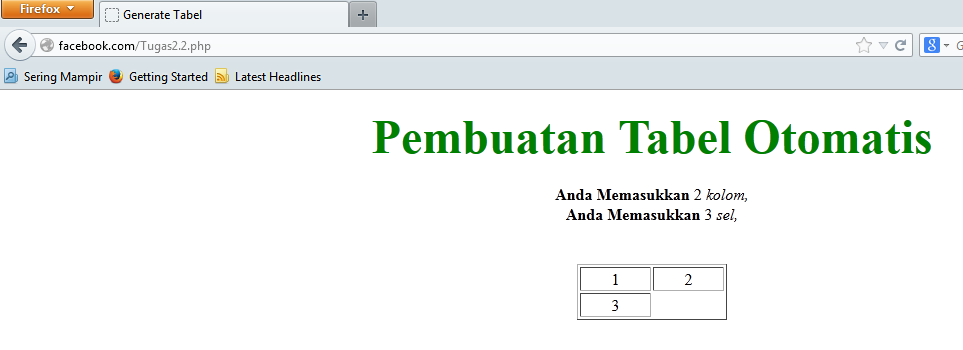 Firefox
Generate Tabel
facebook.com/Tugas2.2.php
Sering Mampir
Getting Started
Latest Headlines
Pembuatan Tabel Otomatis
Anda Memasukkan 2 kolom,
Anda Memasukkan 3 sel,
1 2
3